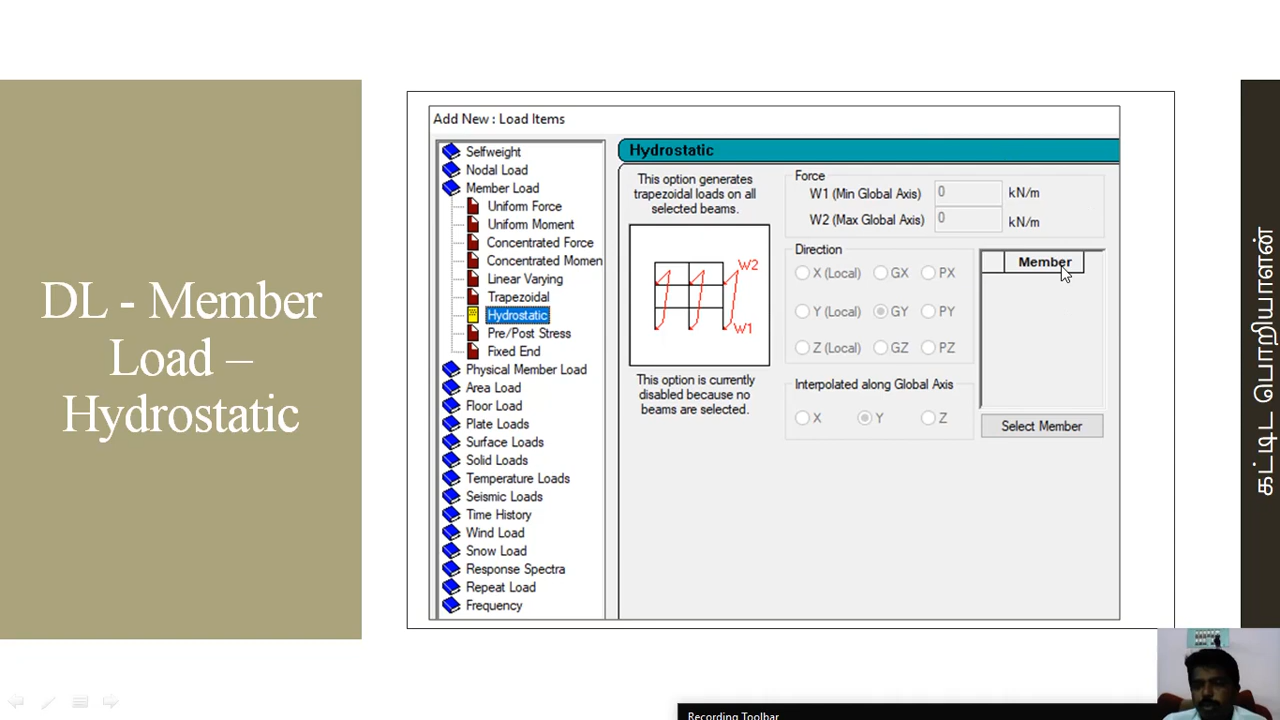 DL - Member
Load –
Hydrostatic
Add New : Load Items
Selfweight
Nodal Load
Member Load
Uniform Force
Uniform Moment
Concentrated Force
Concentrated Momen
Linear Varying
Trapezoidal
Hydrostatic
Pre/Post Stress
Fixed End
Physical Member Load
Area Load
Floor Load
Plate Loads
Surface Loads
Solid Loads
Temperature Loads
Seismic Loads
Time History
Wind Load
Snow Load
Response Spectra
Repeat Load
Frequency
Hydrostatic
This option generates
trapezoidal loads on all
selected beams.
W2
W1
This option is currently
disabled because no
beams are selected.
Force
W1 (Min Global Axis) 0 kN/m
W2 (Max Global Axis) 0 kN/m
Direction
X (Local) GX PX
Y (Local) GY PY
Z (Local) GZ PZ
Interpolated along Global Axis
X Y Z
Member
Select Member
கட்டிட பொறியாளன்
Recording Toolbar